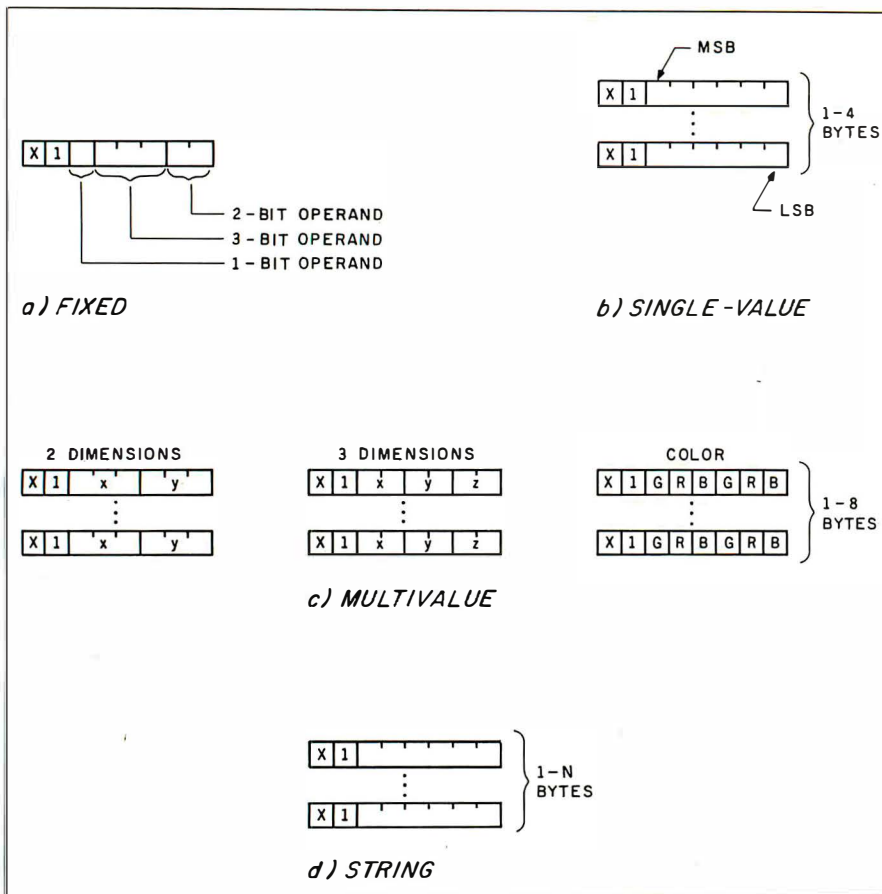 MSB
X 1
1-4
BYTES
X 1
X 1
LSB
2-BIT OPERAND
3-BIT OPERAND
1-BIT OPERAND
a) FIXED
b) SINGLE-VALUE
2 DIMENSIONS
3 DIMENSIONS
COLOR
X 1 x y
X 1 x y z
X 1 G R B G R B
1-8
BYTES
X 1 x y
X 1 x y z
X 1 G R B G R B
c) MULTIVALUE
X 1
1-N
BYTES
X 1
d) STRING